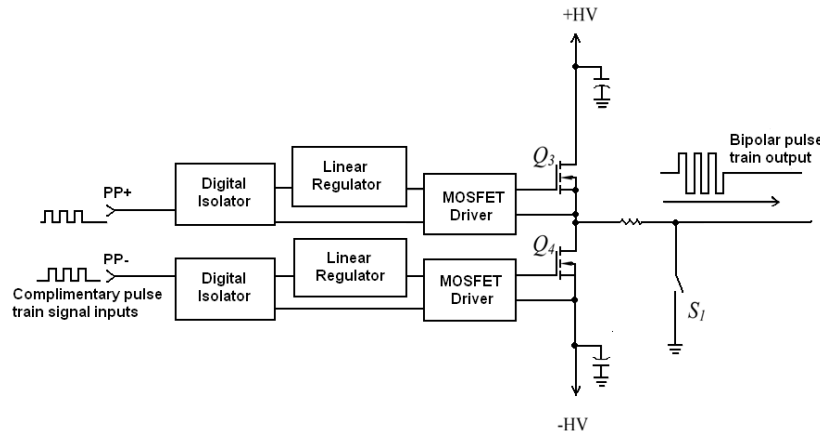 +HV
Bipolar pulse
train output
Q3
Linear
Regulator
Digital
Isolator
MOSFET
Driver
PP+
Q4
PP-
Linear
Regulator
Digital
Isolator
MOSFET
Driver
Complimentary pulse
train signal inputs
S1
-HV